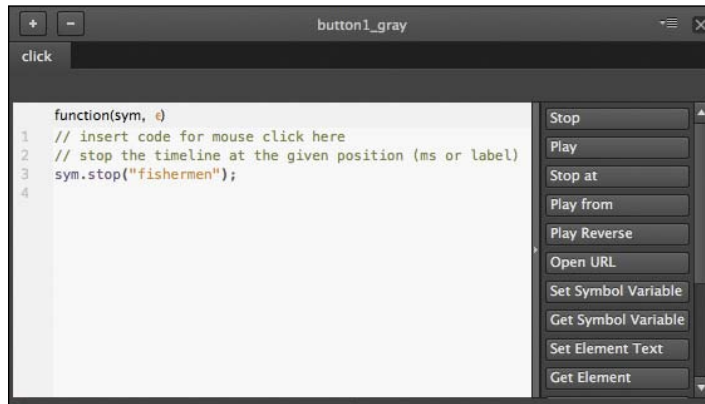 + - button1_gray
click
function(sym, e)
1 // insert code for mouse click here
2 // stop the timeline at the given position (ms or label)
3 sym.stop("fishermen");
4
Stop
Play
Stop at
Play from
Play Reverse
Open URL
Set Symbol Variable
Get Symbol Variable
Set Element Text
Get Element